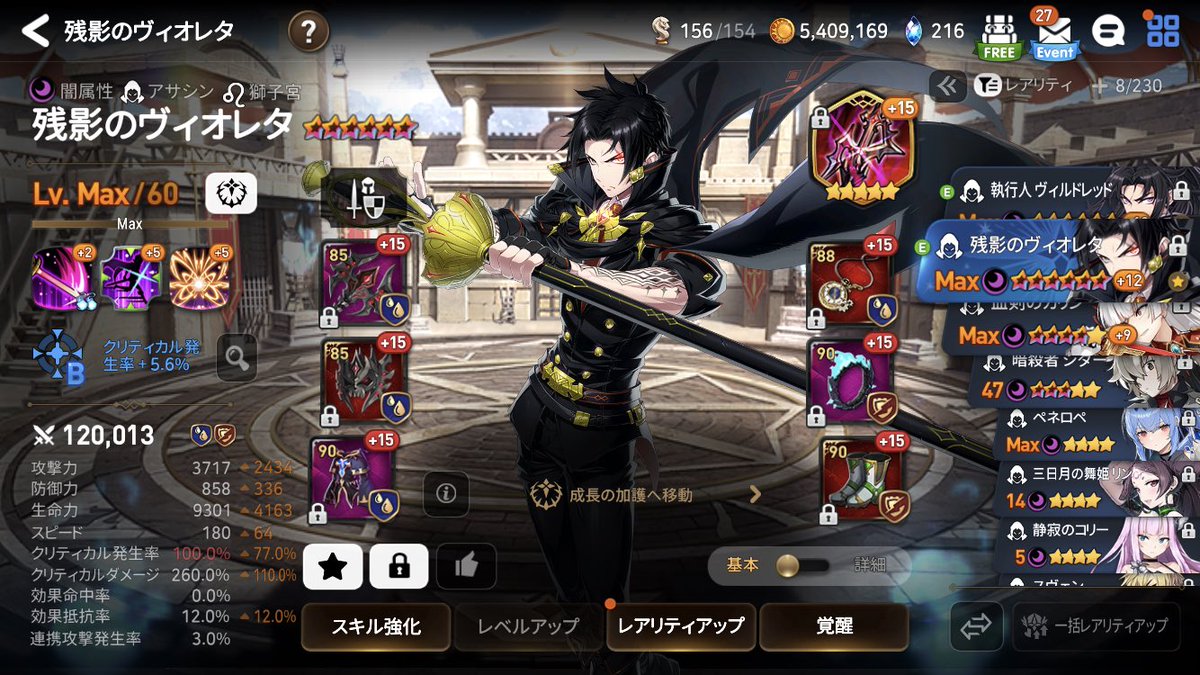 残影のヴィオレタ
?
156/154
5,409,169
216
FREE
27
Event
闇属性 アサシン 獅子宮
残影のヴィオレタ
Lv. Max/60
Max
+2
+5
+5
クリティカル発
生率+5.6%
B
120,013
攻撃力 3717 2434
防御力 858 336
生命力 9301 4163
スピード 180 64
クリティカル発生率 100.0% 77.0%
クリティカルダメージ 260.0% 110.0%
効果命中率 0.0%
効果抵抗率 12.0% 12.0%
連携攻撃発生率 3.0%
85 +15
85 +15
90 +15
+15
88 +15
90 +15
90 +15
成長の加護へ移動
基本 詳細
スキル強化
レベルアップ
レアリティアップ
覚醒
レアリティ
8/230
E 執行人 ヴィルドレッド
E 残影のヴィオレタ
Max +12
Max +9
暗殺者 シダー
47
ペネロペ
Max
三日月の舞姫 リン
14
静寂のコリー
5
一括レアリティアップ